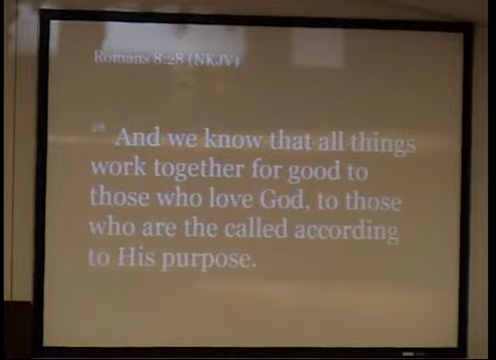 Romans 8:28 (NKJV)
28 And we know that all things
work together for good to
those who love God, to those
who are the called according
to His purpose.